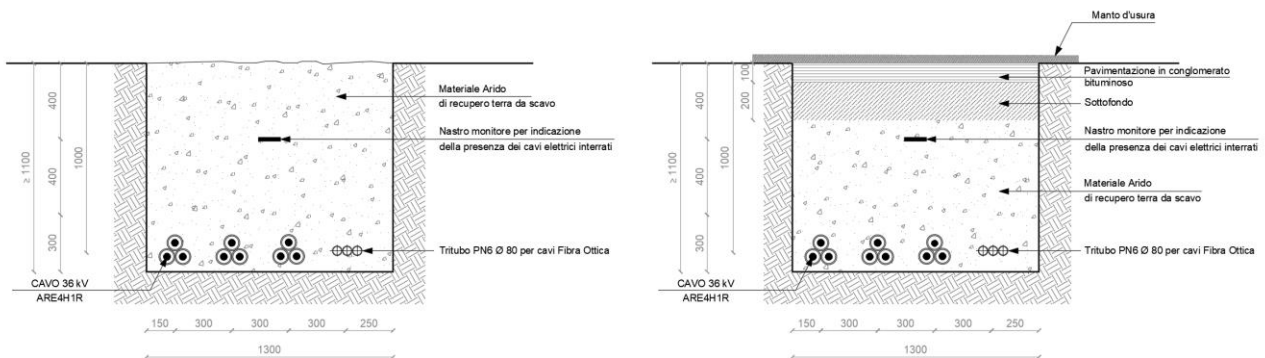 Materiale Arido
di recupero terra da scavo
Nastro monitore per indicazione
della presenza dei cavi elettrici interrati
Tritubo PN6 Ø 80 per cavi Fibra Ottica
CAVO 36 kV
ARE4H1R
≥ 1100
400
400
300
1000
150
300
300
300
250
1300
Manto d'usura
Pavimentazione in conglomerato
bituminoso
Sottofondo
Nastro monitore per indicazione
della presenza dei cavi elettrici interrati
Materiale Arido
di recupero terra da scavo
Tritubo PN6 Ø 80 per cavi Fibra Ottica
CAVO 36 kV
ARE4H1R
≥ 1100
400
400
300
1000
100
200
150
300
300
300
250
1300